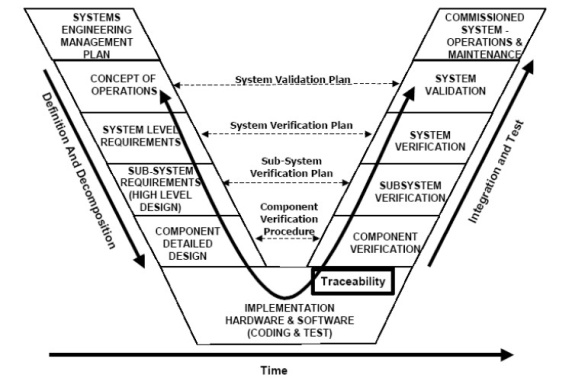 SYSTEMS
ENGINEERING
MANAGEMENT
PLAN
CONCEPT OF
OPERATIONS
SYSTEM LEVEL
REQUIREMENTS
SUB-SYSTEM
REQUIREMENTS
(HIGH LEVEL
DESIGN)
COMPONENT
DETAILED
DESIGN
Definition And Decomposition
System Validation Plan
System Verification Plan
Sub-System
Verification Plan
Component
Verification
Procedure
COMMISSIONED
SYSTEM -
OPERATIONS &
MAINTENANCE
SYSTEM
VALIDATION
SYSTEM
VERIFICATION
SUBSYSTEM
VERIFICATION
COMPONENT
VERIFICATION
Integration and Test
Traceability
IMPLEMENTATION
HARDWARE & SOFTWARE
(CODING & TEST)
Time